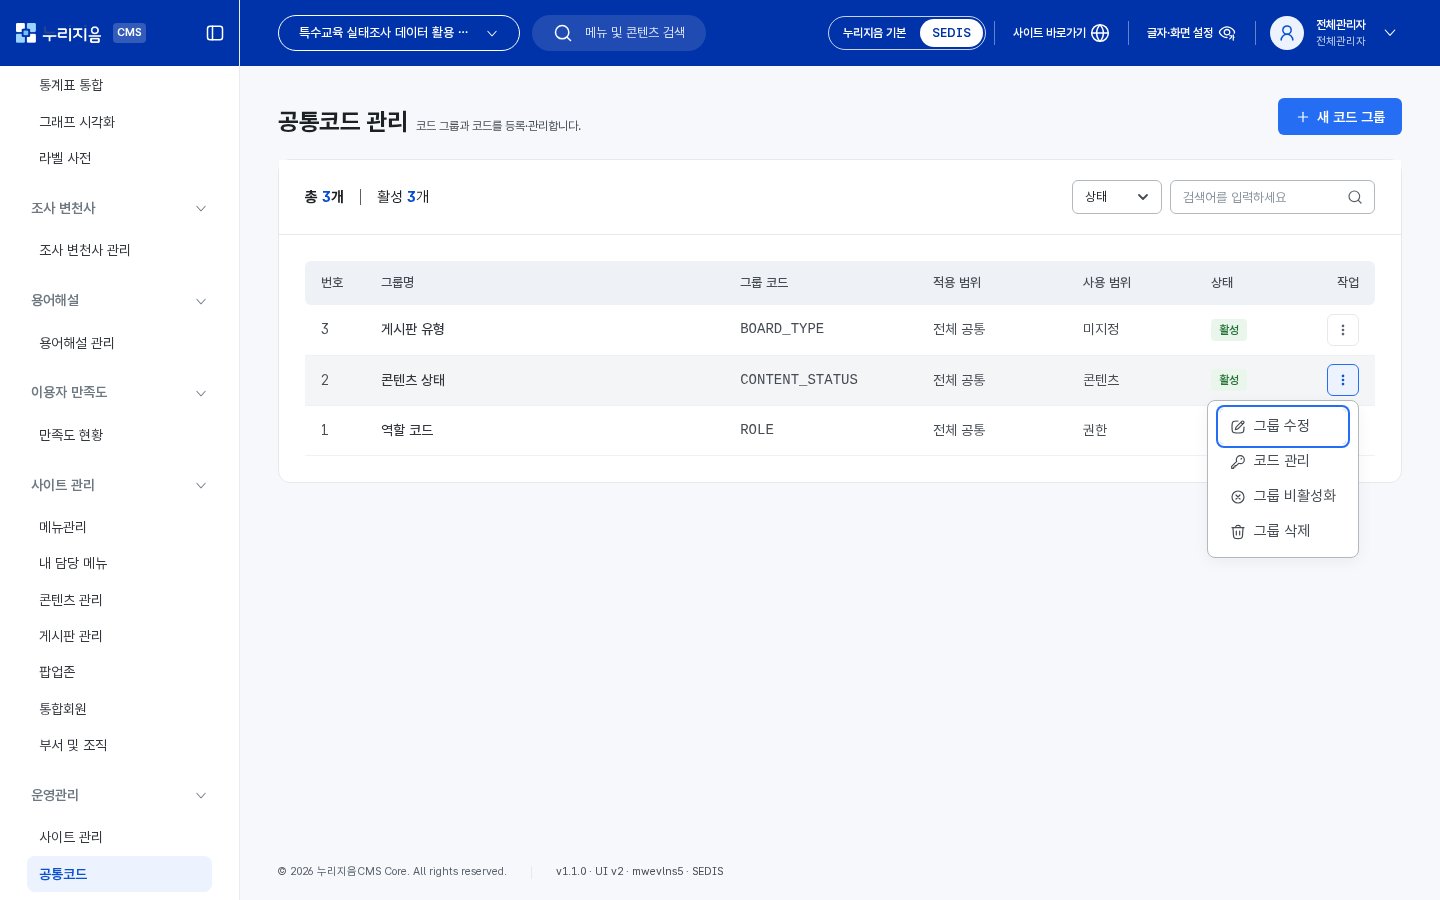 누리지음 CMS
특수교육 실태조사 데이터 활용 ···
메뉴 및 콘텐츠 검색
누리지음 기본
SEDIS
사이트 바로가기
글자·화면 설정
전체관리자
전체관리자
통계표 통합
그래프 시각화
라벨 사전
조사 변천사
조사 변천사 관리
용어해설
용어해설 관리
이용자 만족도
만족도 현황
사이트 관리
메뉴관리
내 담당 메뉴
콘텐츠 관리
게시판 관리
팝업존
통합회원
부서 및 조직
운영관리
사이트 관리
공통코드
공통코드 관리 코드 그룹과 코드를 등록·관리합니다.
새 코드 그룹
총 3개 활성 3개
상태
검색어를 입력하세요
번호 그룹명 그룹 코드 적용 범위 사용 범위 상태 작업
3 게시판 유형 BOARD_TYPE 전체 공통 미지정 활성
2 콘텐츠 상태 CONTENT_STATUS 전체 공통 콘텐츠 활성
1 역할 코드 ROLE 전체 공통 권한
그룹 수정
코드 관리
그룹 비활성화
그룹 삭제
© 2026 누리지음CMS Core. All rights reserved.
v1.1.0 · UI v2 · mwevlns5 · SEDIS